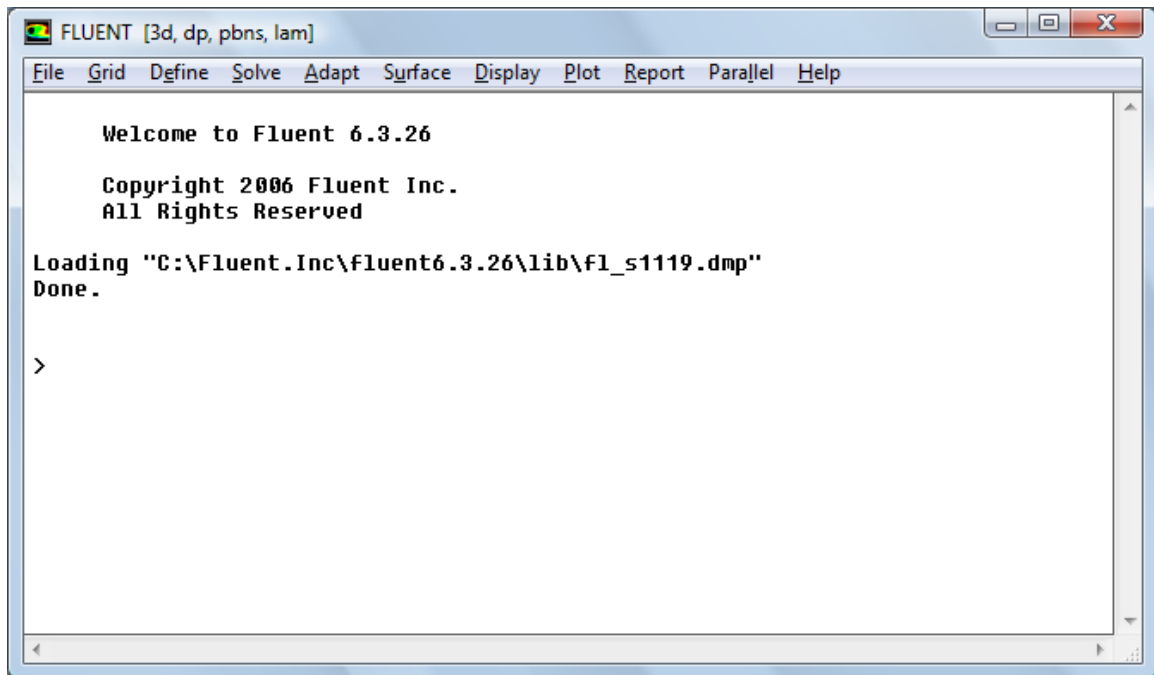 FLUENT [3d, dp, pbns, lam]
File Grid Define Solve Adapt Surface Display Plot Report Parallel Help
Welcome to Fluent 6.3.26
Copyright 2006 Fluent Inc.
All Rights Reserved
Loading "C:\Fluent.Inc\fluent6.3.26\lib\fl_s1119.dmp"
Done.
>